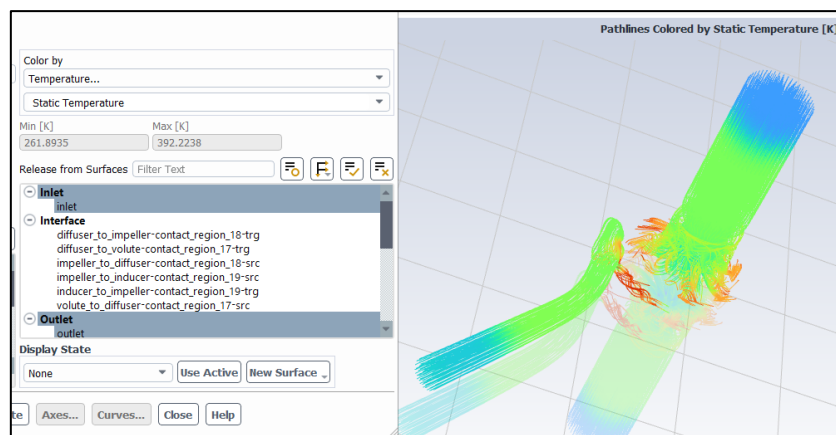 Pathlines Colored by Static Temperature [K]
Color by
Temperature...
Static Temperature
Min [K] Max [K]
261.8935 392.2238
Release from Surfaces Filter Text
Inlet
inlet
Interface
diffuser_to_impeller-contact_region_18-trg
diffuser_to_volute-contact_region_17-trg
impeller_to_diffuser-contact_region_18-src
impeller_to_inducer-contact_region_19-src
inducer_to_impeller-contact_region_19-trg
volute_to_diffuser-contact_region_17-src
Outlet
outlet
Display State
None Use Active New Surface
te Axes... Curves... Close Help